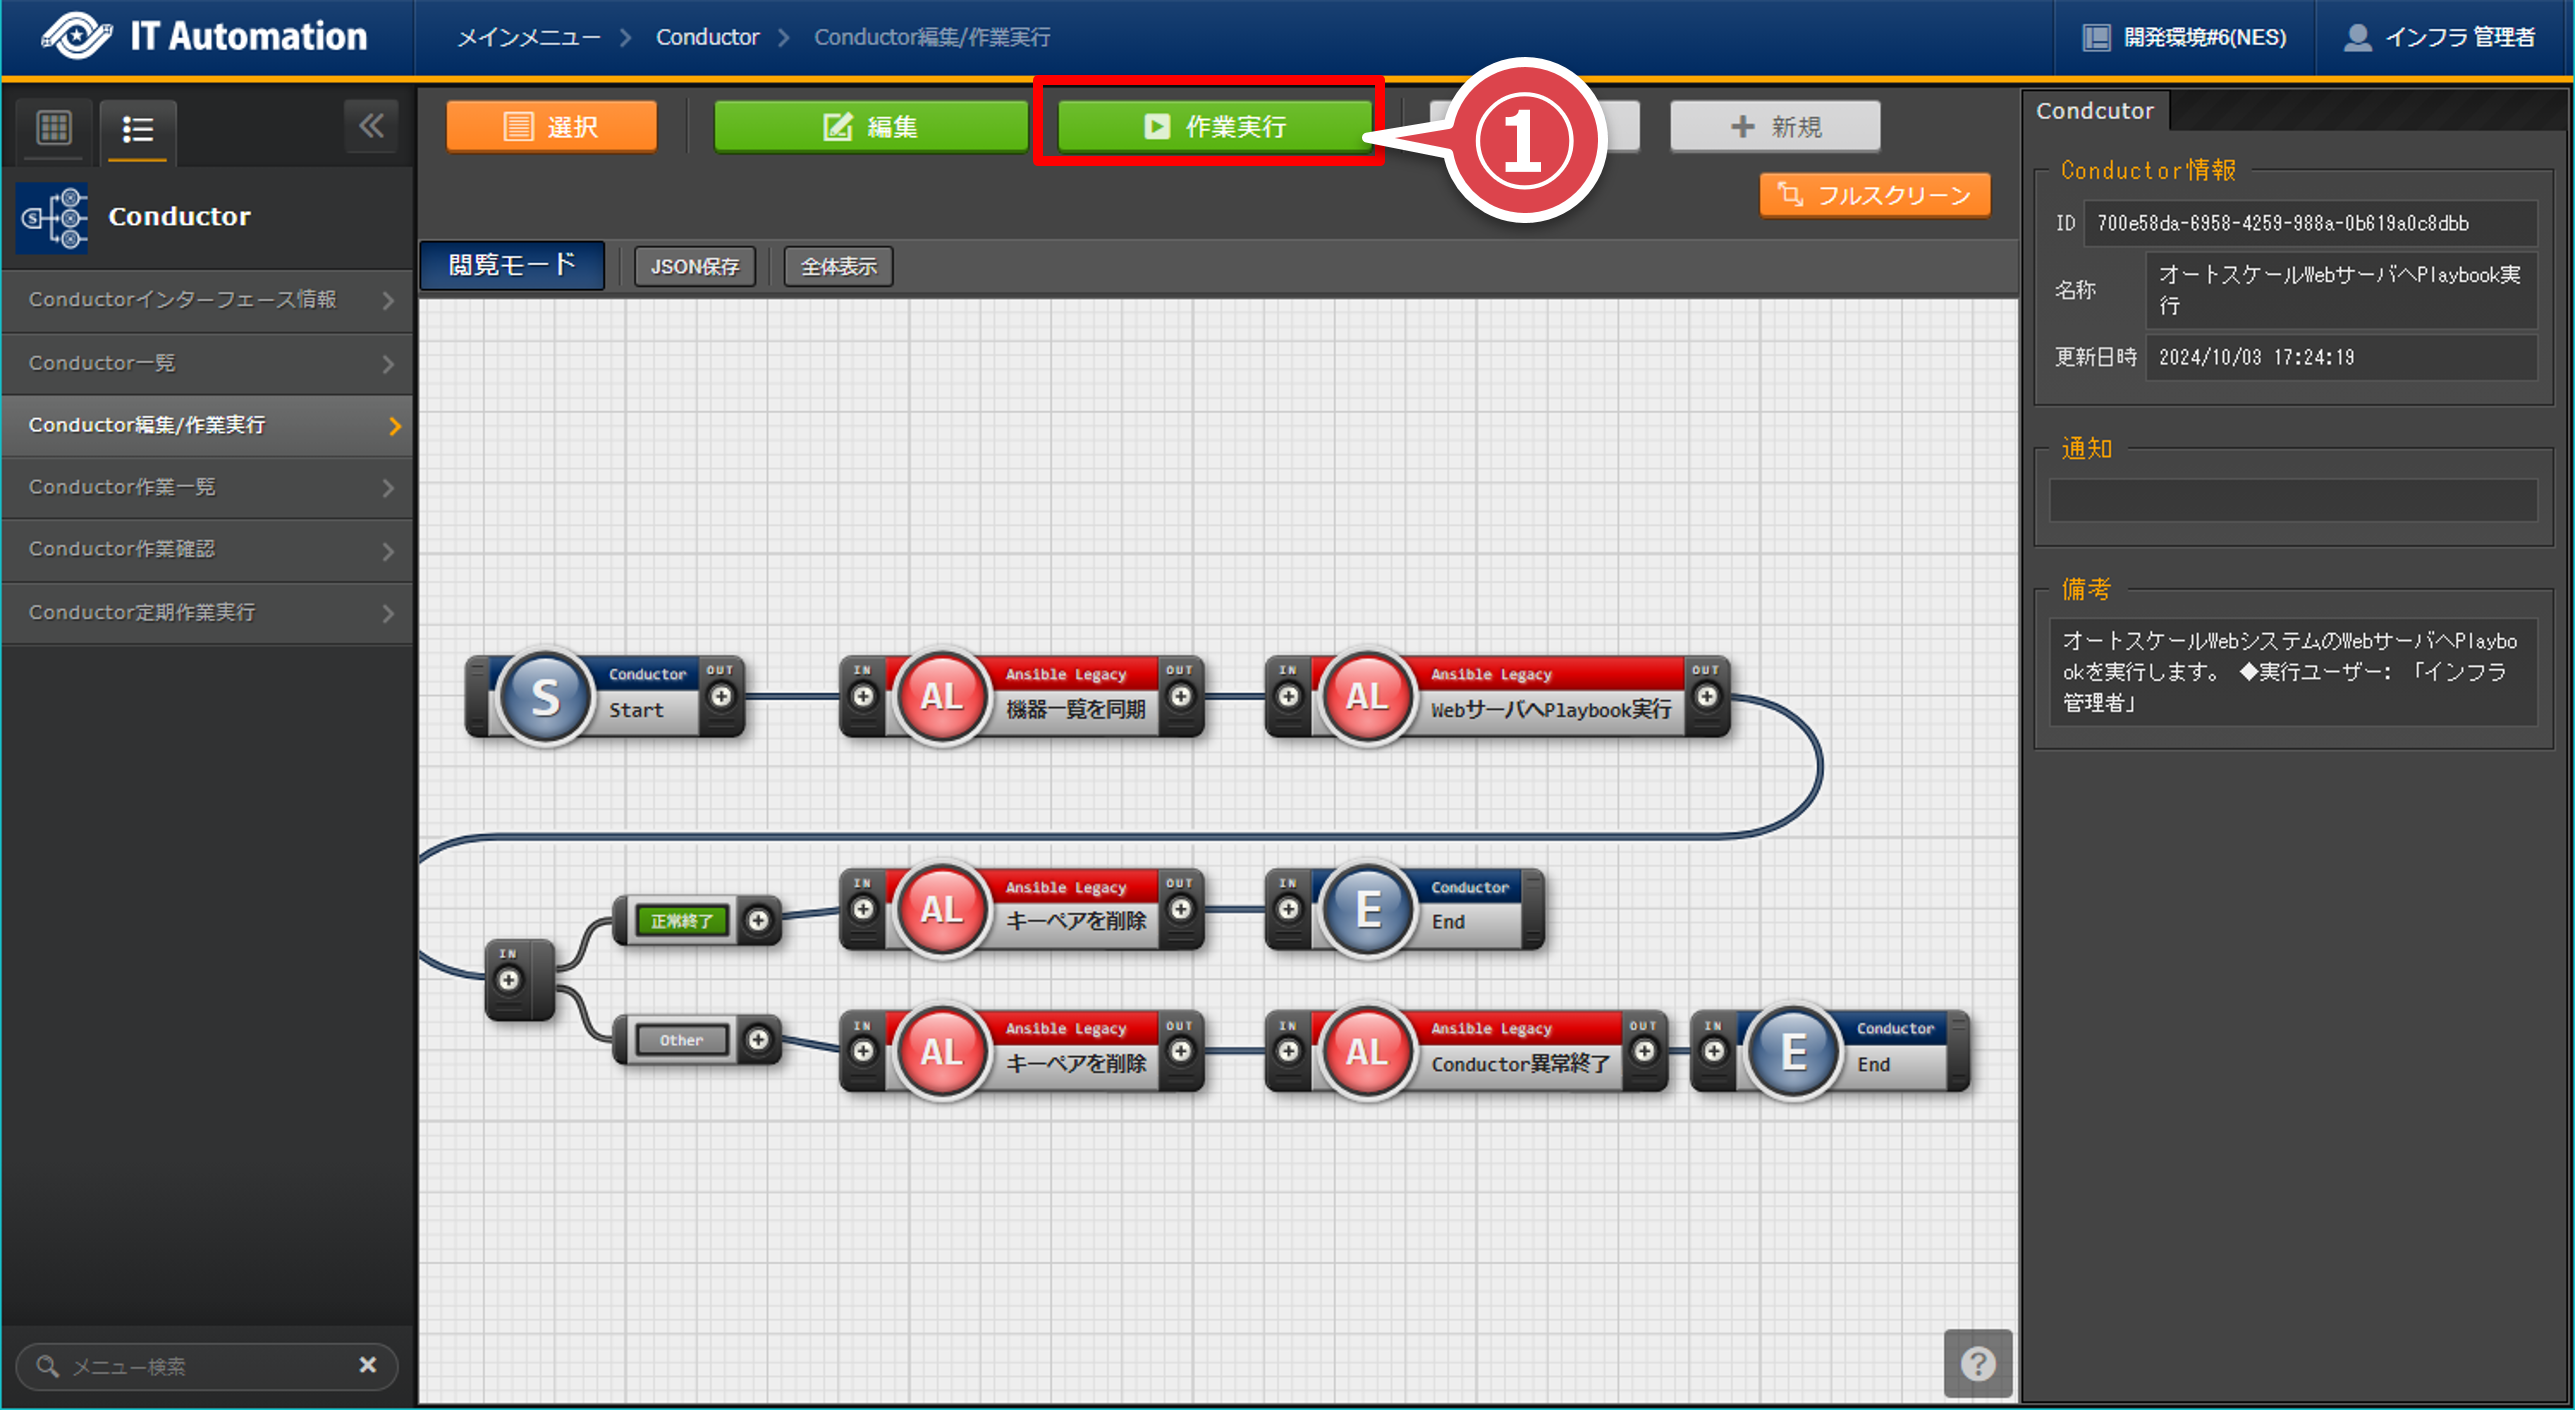 IT Automation
メインメニュー
Conductor
Conductor編集/作業実行
開発環境#6(NES)
インフラ 管理者
選択
編集
作業実行
①
新規
フルスクリーン
Conductor
Conductorインターフェース情報
Conductor一覧
Conductor編集/作業実行
Conductor作業一覧
Conductor作業確認
Conductor定期作業実行
メニュー検索
閲覧モード
JSON保存
全体表示
S
Conductor
Start
OUT
IN
AL
Ansible Legacy
機器一覧を同期
OUT
IN
AL
Ansible Legacy
WebサーバへPlaybook実行
OUT
IN
正常終了
IN
AL
Ansible Legacy
キーペアを削除
OUT
IN
E
Conductor
End
Other
IN
AL
Ansible Legacy
キーペアを削除
OUT
IN
AL
Ansible Legacy
Conductor異常終了
OUT
IN
E
Conductor
End
?
Condcutor
Conductor情報
ID
700e58da-6958-4259-988a-0b619a0c8dbb
名称
オートスケールWebサーバへPlaybook実
行
更新日時
2024/10/03 17:24:19
通知
備考
オートスケールWebシステムのWebサーバへPlaybo
okを実行します。 ◆実行ユーザー：「インフラ
管理者」